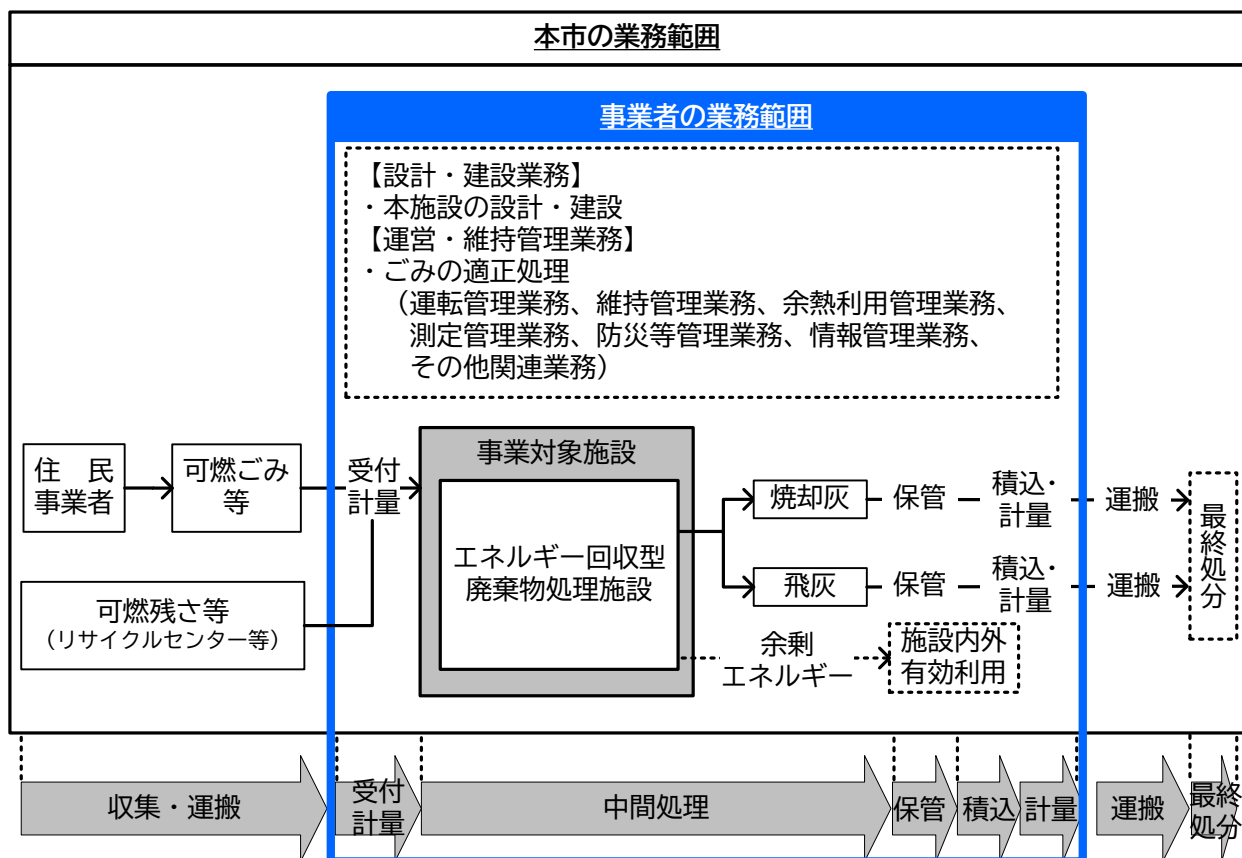 本市の業務範囲
事業者の業務範囲
【設計・建設業務】
・本施設の設計・建設
【運営・維持管理業務】
・ごみの適正処理
（運転管理業務、維持管理業務、余熱利用管理業務、
測定管理業務、防災等管理業務、情報管理業務、
その他関連業務）
住　民
事業者
可燃ごみ
等
受付
計量
事業対象施設
エネルギー回収型
廃棄物処理施設
焼却灰
保管
積込・
計量
運搬
飛灰
保管
積込・
計量
運搬
最終処分
可燃残さ等
（リサイクルセンター等）
余剰
エネルギー
施設内外
有効利用
収集・運搬
受付
計量
中間処理
保管
積込
計量
運搬
最終
処分